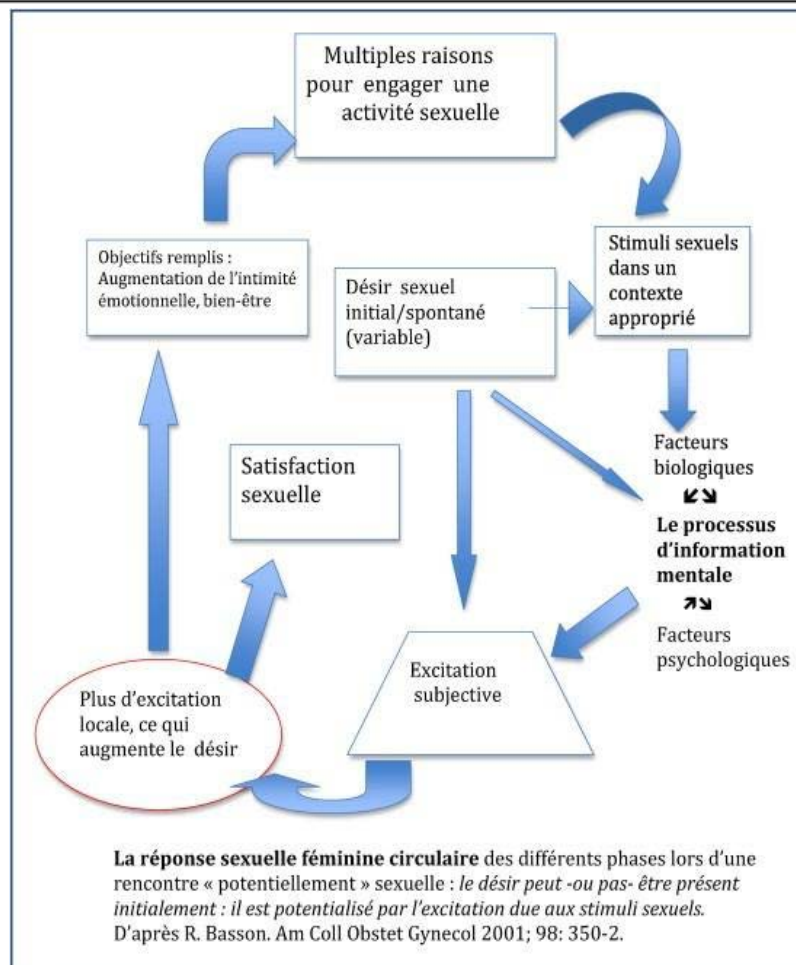 Multiples raisons
pour engager une
activité sexuelle
Objectifs remplis :
Augmentation de l'intimité
émotionnelle, bien-être
Désir sexuel
initial/spontané
(variable)
Stimuli sexuels
dans un
contexte
approprié
Satisfaction
sexuelle
Facteurs
biologiques
Le processus
d'information
mentale
Facteurs
psychologiques
Plus d'excitation
locale, ce qui
augmente le désir
Excitation
subjective
La réponse sexuelle féminine circulaire des différents phases lors d'une
rencontre « potentiellement » sexuelle : le désir peut -ou pas- être présent
initialement : il est potentialisé par l'excitation due aux stimuli sexuels.
D'après R. Basson. Am Coll Obstet Gynecol 2001; 98: 350-2.